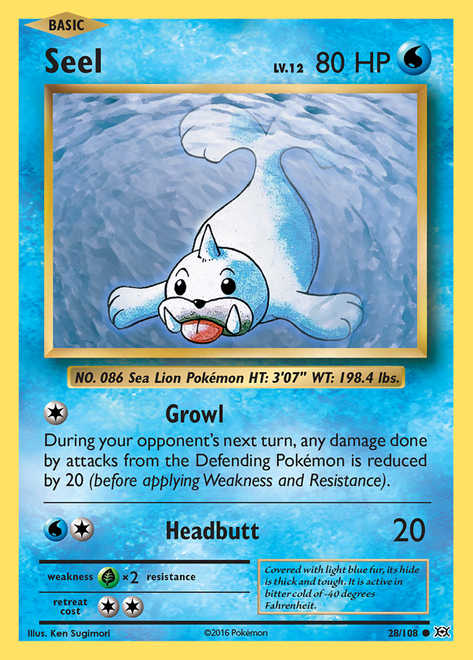 BASIC
Seel LV.12 80 HP
NO. 086 Sea Lion Pokémon HT: 3'07" WT: 198.4 lbs.
Growl
During your opponent's next turn, any damage done
by attacks from the Defending Pokémon is reduced
by 20 (before applying Weakness and Resistance).
Headbutt 20
weakness ×2 resistance
retreat
cost
Covered with light blue fur, its hide
is thick and tough. It is active in
bitter cold of -40 degrees
Fahrenheit.
Illus. Ken Sugimori ©2016 Pokémon 28/108